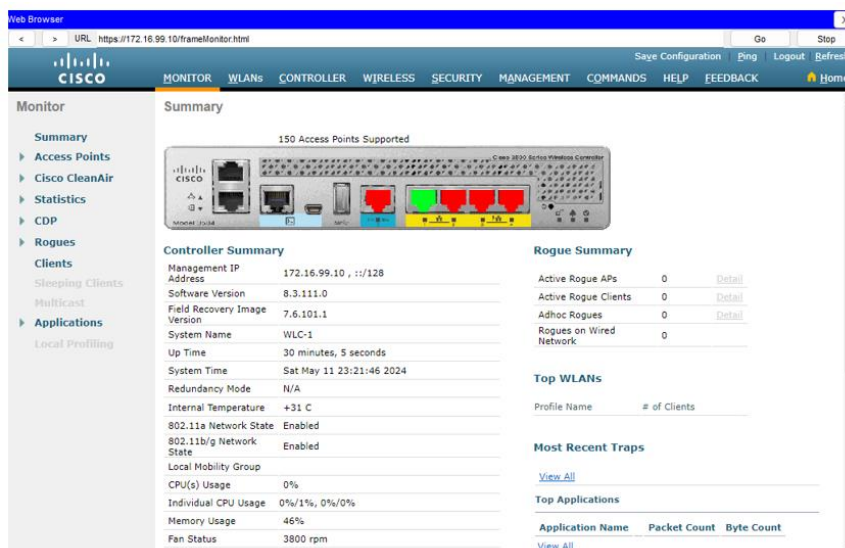 Web Browser
X
< > URL https://172.16.99.10/frameMonitor.html Go Stop
Save Configuration Ping Logout Refres
CISCO MONITOR WLANs CONTROLLER WIRELESS SECURITY MANAGEMENT COMMANDS HELP FEEDBACK Home
Monitor
Summary
Access Points
Cisco CleanAir
Statistics
CDP
Rogues
Clients
Sleeping Clients
Multicast
Applications
Local Profiling
Summary
150 Access Points Supported
CISCO
Controller Summary
Management IP Address 172.16.99.10 , ::/128
Software Version 8.3.111.0
Field Recovery Image Version 7.6.101.1
System Name WLC-1
Up Time 30 minutes, 5 seconds
System Time Sat May 11 23:21:46 2024
Redundancy Mode N/A
Internal Temperature +31 C
802.11a Network State Enabled
802.11b/g Network State Enabled
Local Mobility Group
CPU(s) Usage 0%
Individual CPU Usage 0%/1%, 0%/0%
Memory Usage 46%
Fan Status 3800 rpm
Rogue Summary
Active Rogue APs 0 Detail
Active Rogue Clients 0 Detail
Adhoc Rogues 0 Detail
Rogues on Wired Network 0
Top WLANs
Profile Name # of Clients
Most Recent Traps
View All
Top Applications
Application Name Packet Count Byte Count
View All